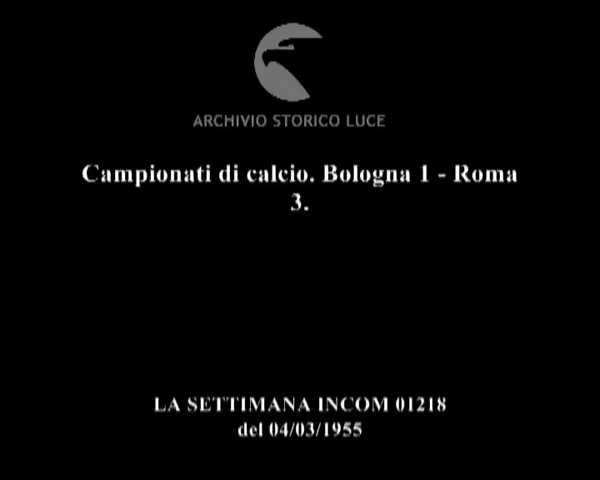 ARCHIVIO STORICO LUCE
Campionati di calcio. Bologna 1 - Roma
3.
LA SETTIMANA INCOM 01218
del 04/03/1955